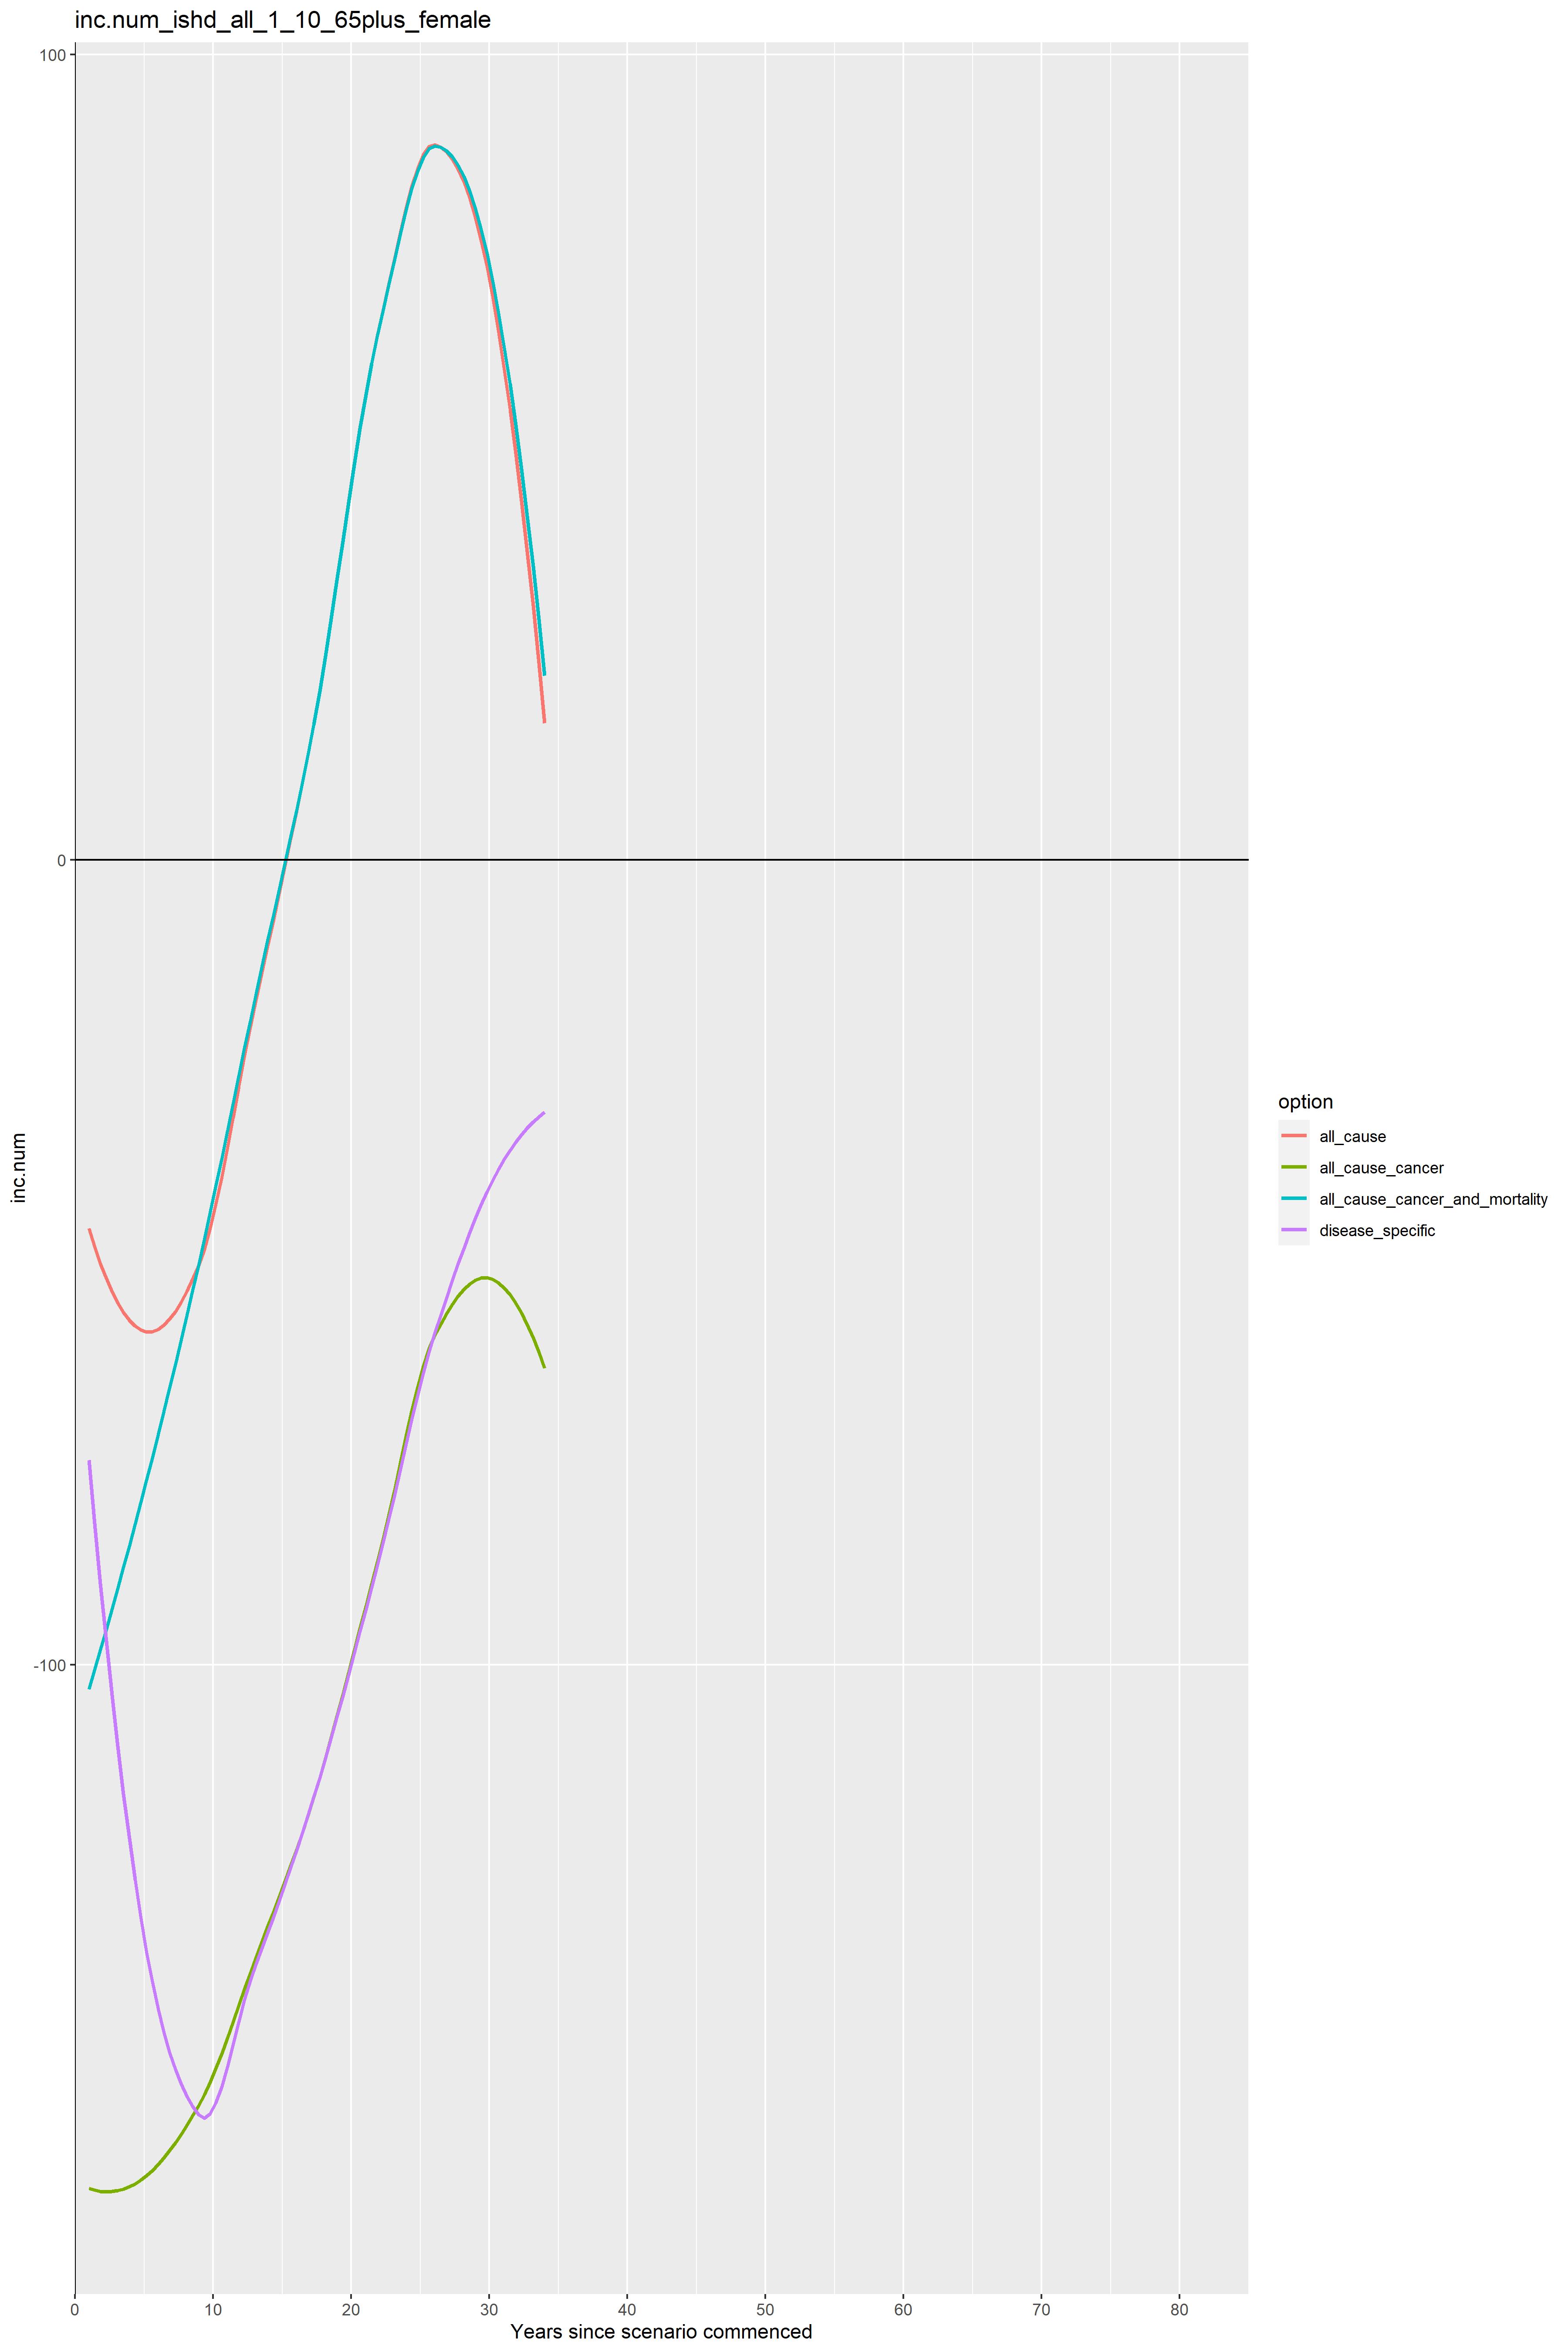 inc.num_ishd_all_1_10_65plus_female
100
0
-100
inc.num
0 10 20 30 40 50 60 70 80
Years since scenario commenced
option
all_cause
all_cause_cancer
all_cause_cancer_and_mortality
disease_specific